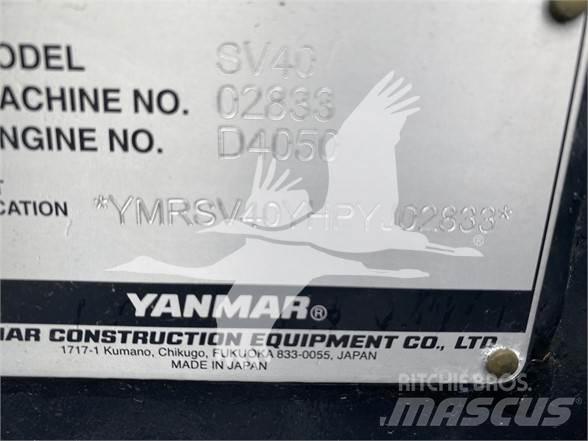 ODEL SV40
ACHINE NO. 02833
NGINE NO. D4050
T
CATION *YMRSV40YHPYJ02833*
YANMAR®
MAR CONSTRUCTION EQUIPMENT CO., LTD.
1717-1 Kumano, Chikugo, FUKUOKA 833-0055, JAPAN
MADE IN JAPAN
®
RITCHIE BROS.
MASCUS